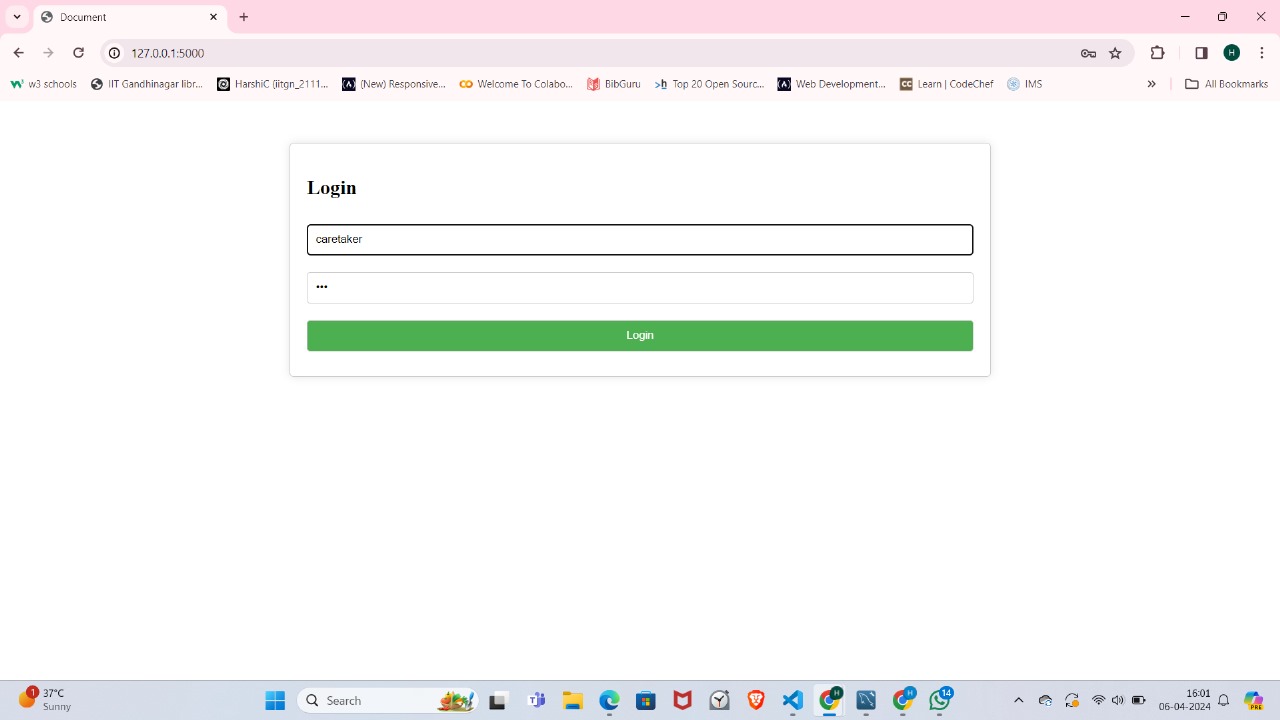 Document
127.0.0.1:5000
w3 schools
IIT Gandhinagar libr...
HarshiC (iitgn_2111...
(New) Responsive...
Welcome To Colabo...
BibGuru
Top 20 Open Sourc...
Web Development...
Learn | CodeChef
IMS
»
All Bookmarks
H
Login
caretaker
•••
Login
1
37°C
Sunny
Search
H
H
14
16:01
06-04-2024
PRE